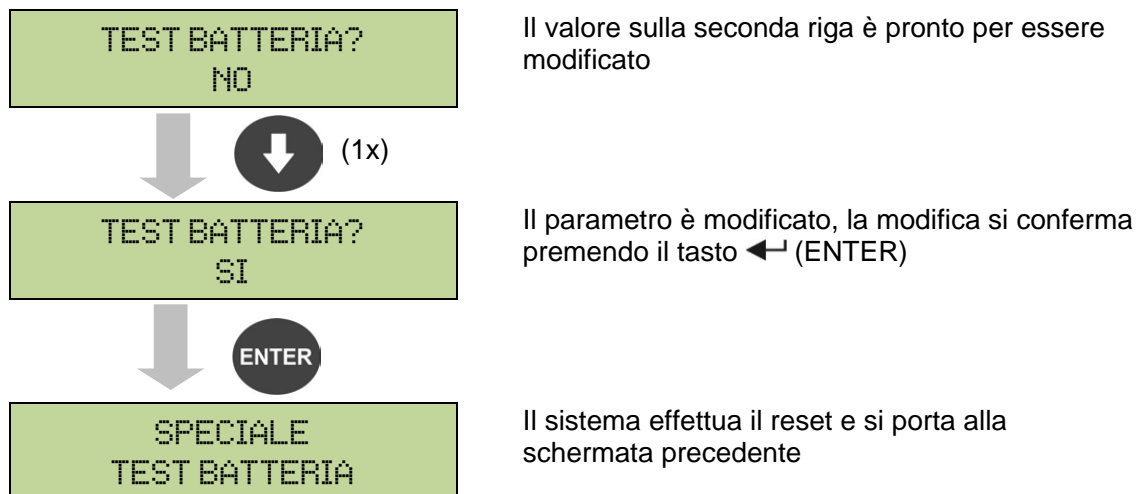 TEST BATTERIA?
NO
Il valore sulla seconda riga è pronto per essere
modificato
(1x)
TEST BATTERIA?
SI
Il parametro è modificato, la modifica si conferma
premendo il tasto (ENTER)
ENTER
SPECIALE
TEST BATTERIA
Il sistema effettua il reset e si porta alla
schermata precedente